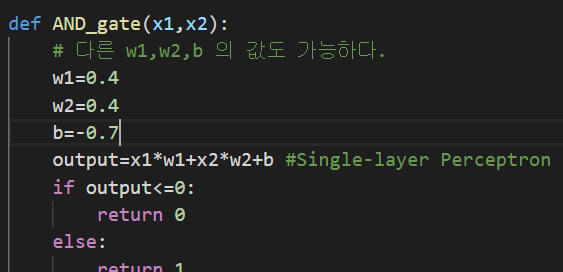 def AND_gate(x1,x2):
    # 다른 w1,w2,b 의 값도 가능하다.
    w1=0.4
    w2=0.4
    b=-0.7
    output=x1*w1+x2*w2+b #Single-layer Perceptron
    if output<=0:
        return 0
    else:
        return 1